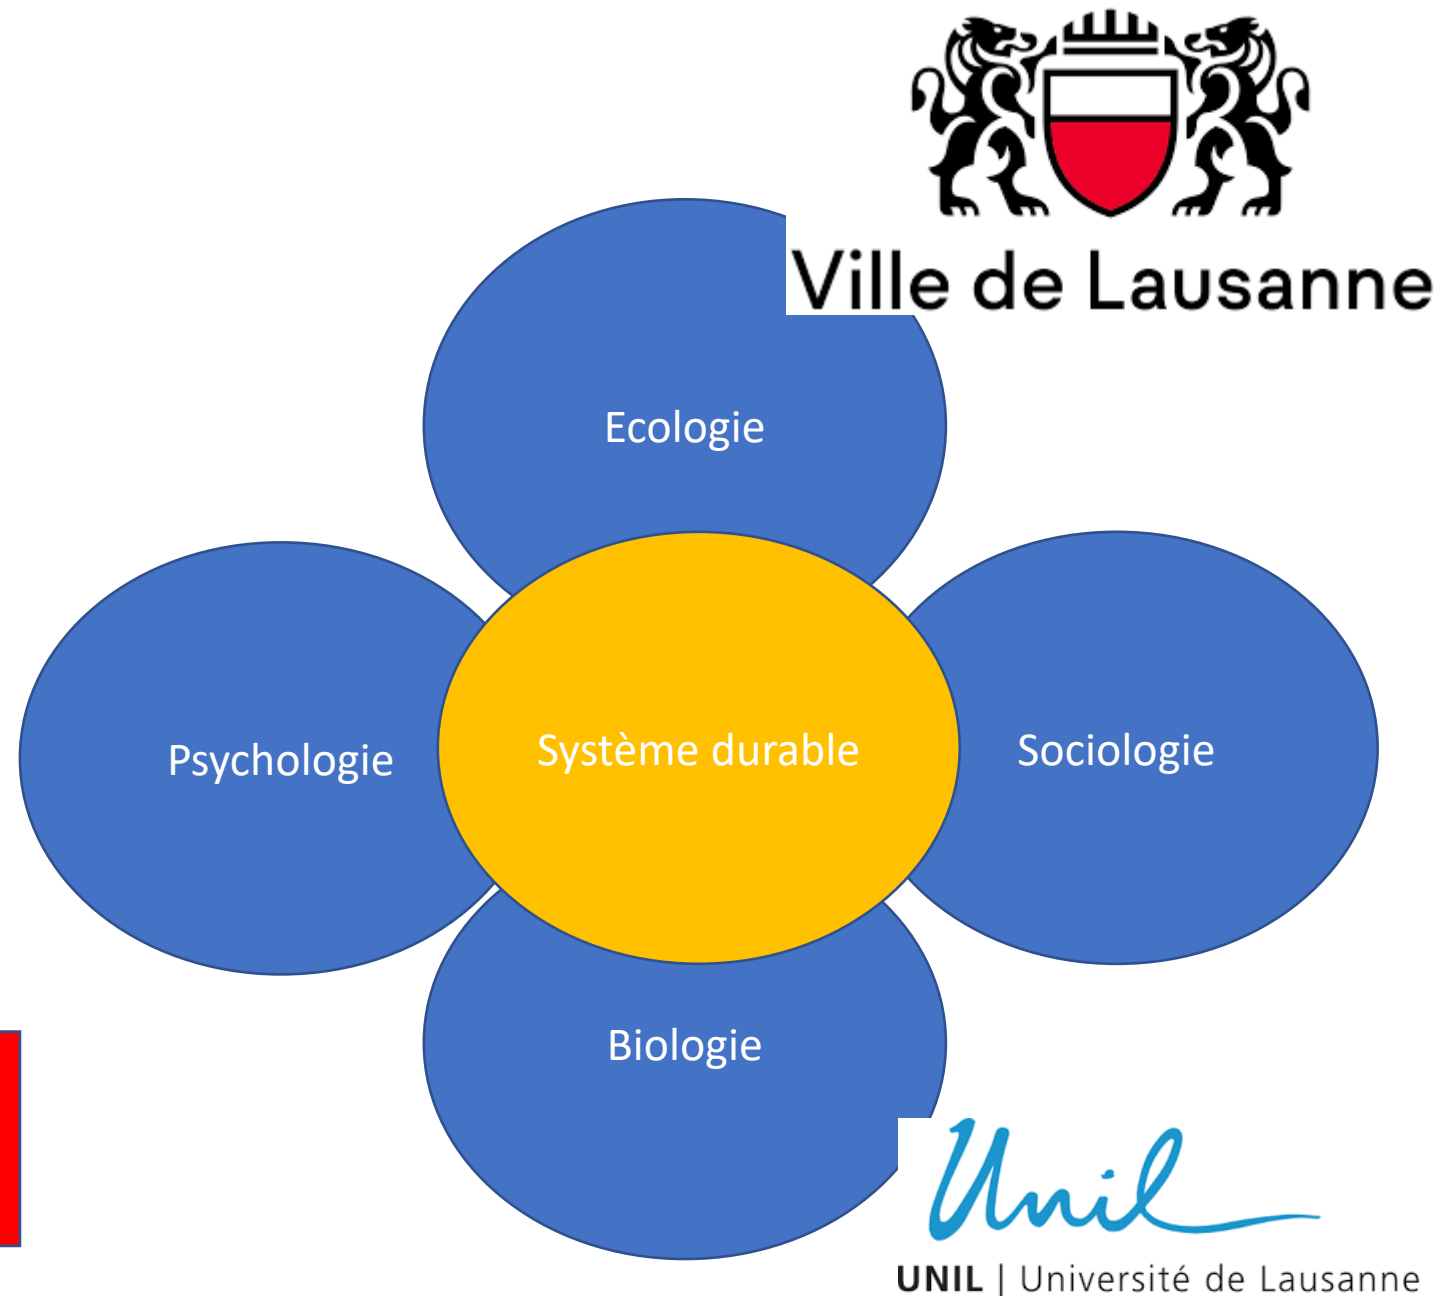 Ville de Lausanne
Ecologie
Psychologie
Système durable
Sociologie
Biologie
Unil
UNIL | Université de Lausanne